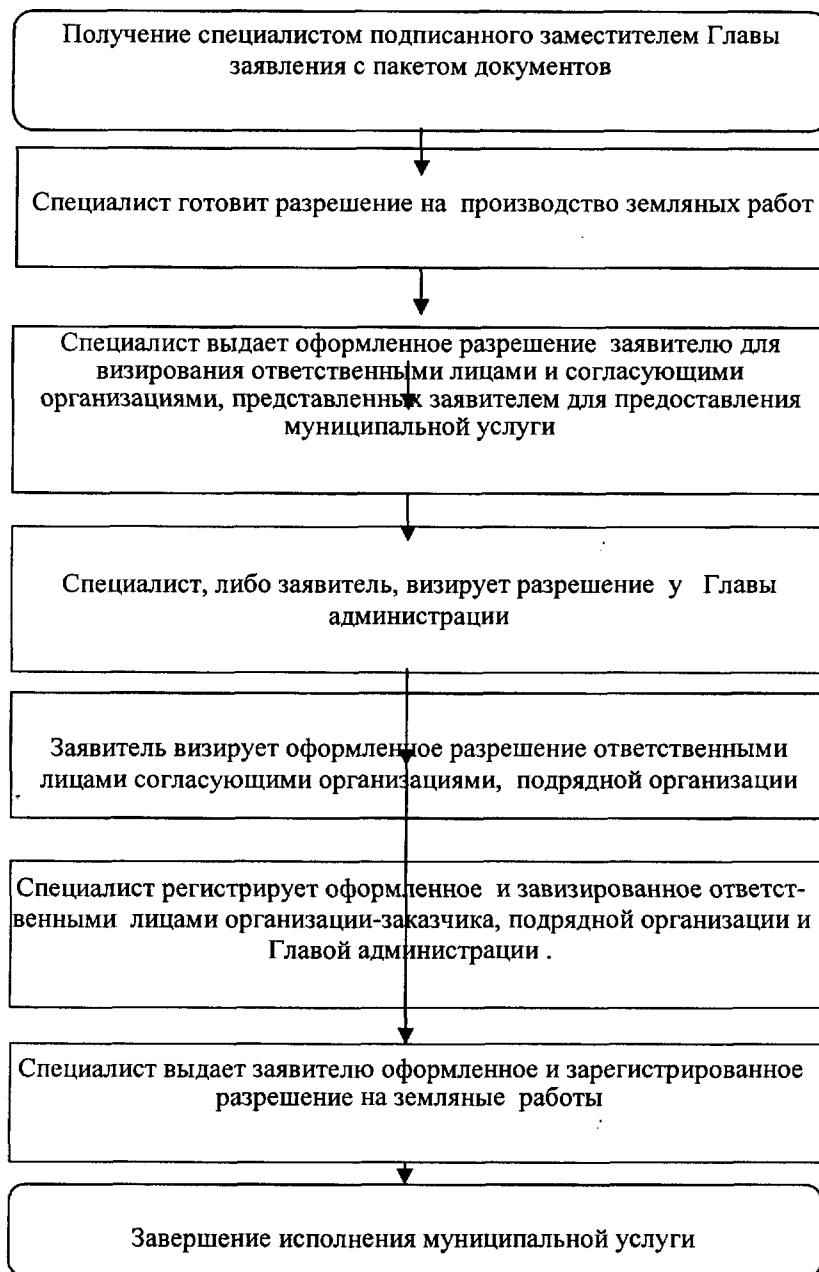 Получение специалистом подписанного заместителем Главы
заявления с пакетом документов
Специалист готовит разрешение на производство земляных работ
Специалист выдает оформленное разрешение заявителю для
визирования ответственными лицами и согласующими
организациями, представленных заявителем для предоставления
муниципальной услуги
Специалист, либо заявитель, визирует разрешение у Главы
администрации
Заявитель визирует оформленное разрешение ответственными
лицами согласующими организациями, подрядной организации
Специалист регистрирует оформленное и завизированное ответст-
венными лицами организации-заказчика, подрядной организации и
Главой администрации .
Специалист выдает заявителю оформленное и зарегистрированное
разрешение на земляные работы
Завершение исполнения муниципальной услуги